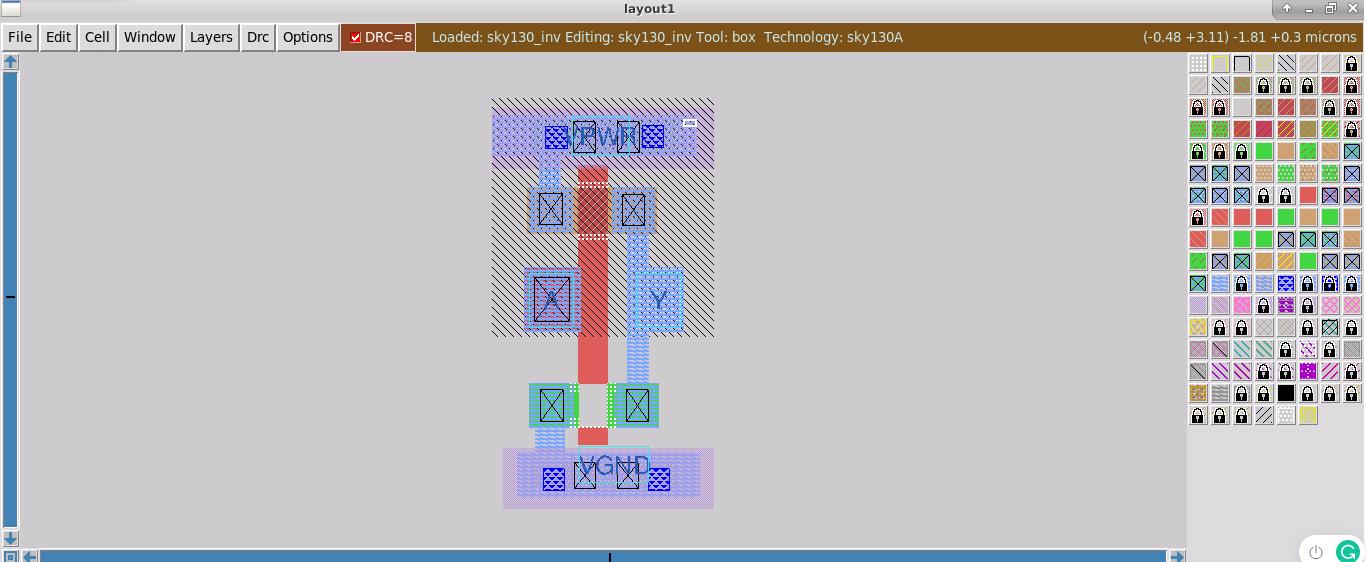 layout1
File Edit Cell Window Layers Drc Options DRC=8 Loaded: sky130_inv Editing: sky130_inv Tool: box Technology: sky130A (-0.48 +3.11) -1.81 +0.3 microns
VPWR
A Y
VGND